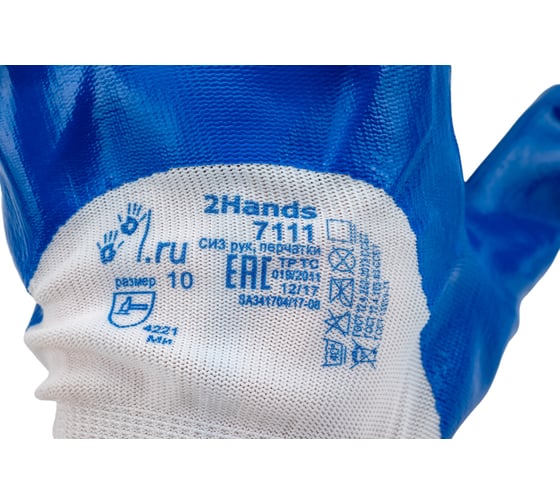 2Hands
7111
СИЗ рук, перчатки
.ru
размер 10
EAC
ТР ТС
019/2011
12/17
SA341704/17-08
4221
Ми